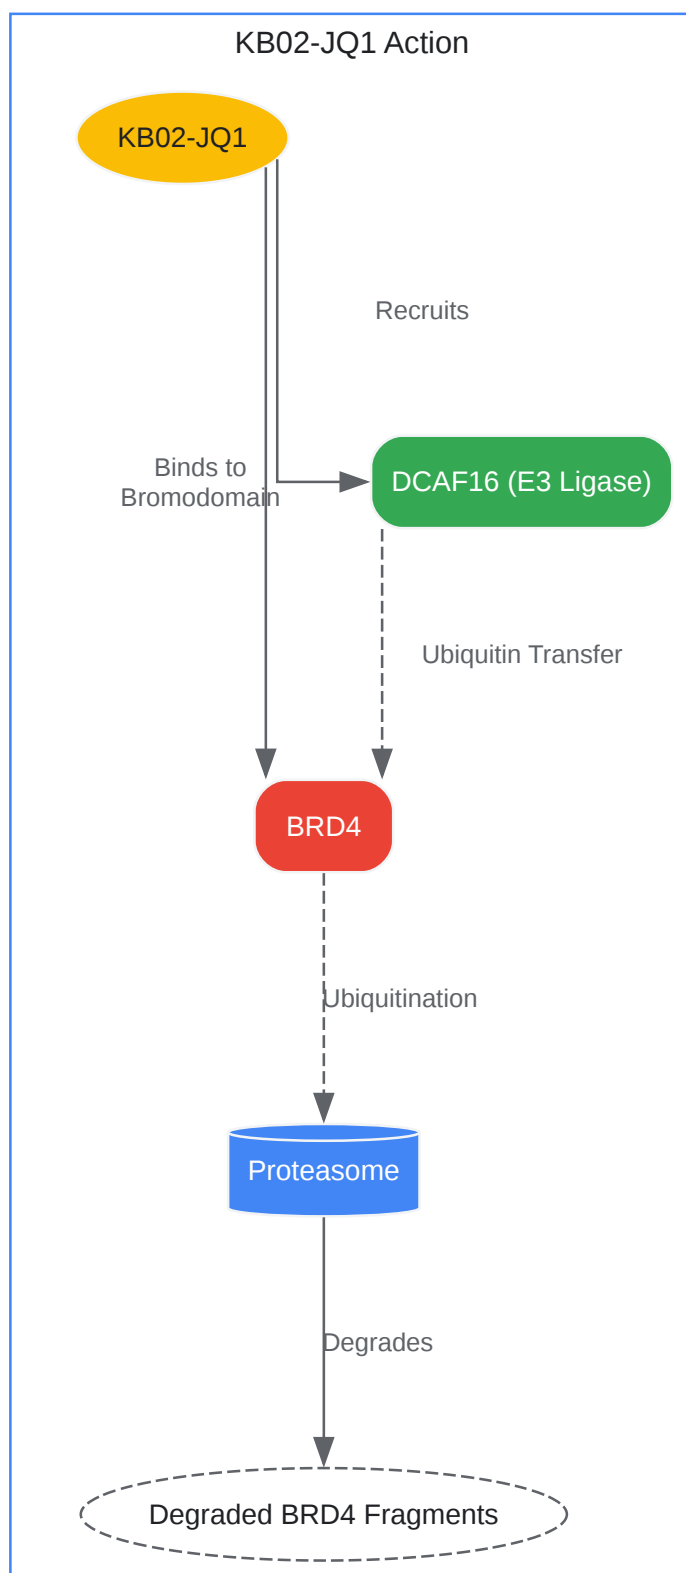 KB02-JQ1 Action
KB02-JQ1
Recruits
Binds to
Bromodomain
DCAF16 (E3 Ligase)
Ubiquitin Transfer
BRD4
Ubiquitination
Proteasome
Degrades
Degraded BRD4 Fragments